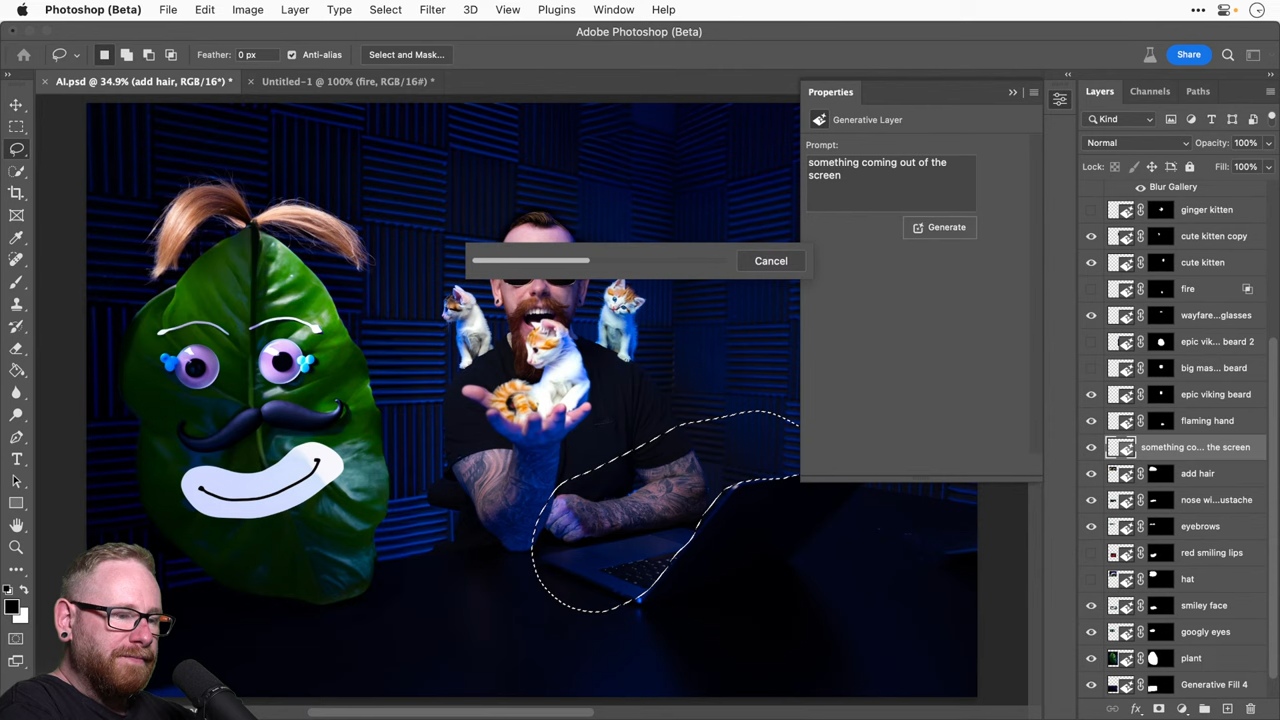 Photoshop (Beta) File Edit Image Layer Type Select Filter 3D View Plugins Window Help
Adobe Photoshop (Beta)
Feather: 0 px Anti-alias Select and Mask... Share
AI.psd @ 34.9% (add hair, RGB/16*) * Untitled-1 @ 100% (fire, RGB/16#) *
Properties
Generative Layer
Prompt:
something coming out of the
screen
Generate
Cancel
Layers Channels Paths
Kind
Normal Opacity: 100%
Lock: Fill: 100%
Blur Gallery
ginger kitten
cute kitten copy
cute kitten
fire
wayfare...glasses
epic vik... beard 2
big mas... beard
epic viking beard
flaming hand
something co... the screen
add hair
nose wi...ustache
eyebrows
red smiling lips
hat
smiley face
googly eyes
plant
Generative Fill 4